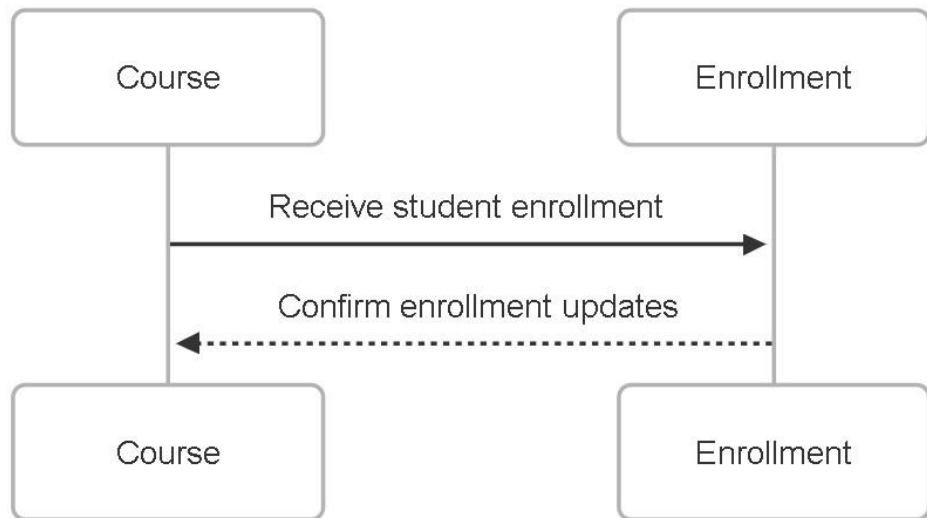 Course
Enrollment
Receive student enrollment
Confirm enrollment updates
Course
Enrollment